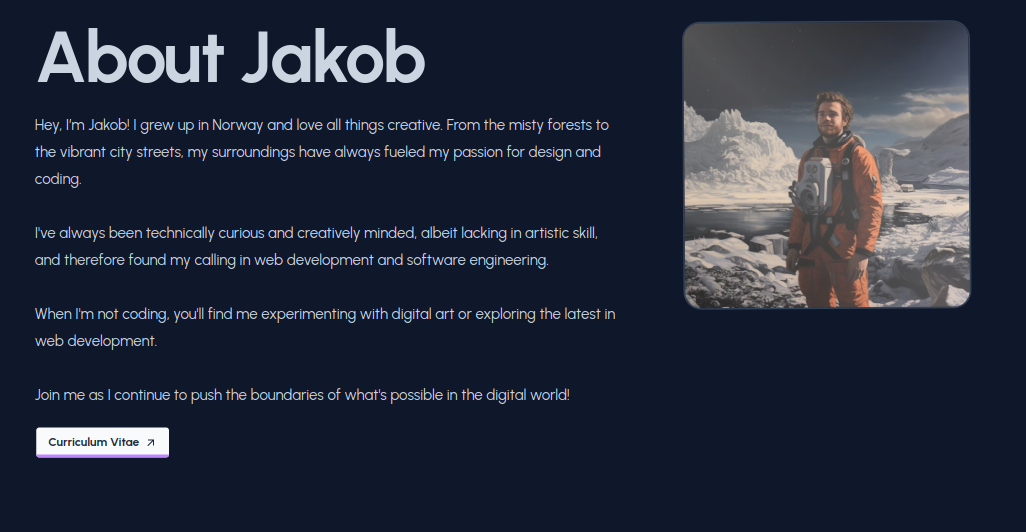 About Jakob
Hey, I'm Jakob! I grew up in Norway and love all things creative. From the misty forests to
the vibrant city streets, my surroundings have always fueled my passion for design and
coding.
I've always been technically curious and creatively minded, albeit lacking in artistic skill,
and therefore found my calling in web development and software engineering.
When I'm not coding, you'll find me experimenting with digital art or exploring the latest in
web development.
Join me as I continue to push the boundaries of what's possible in the digital world!
Curriculum Vitae